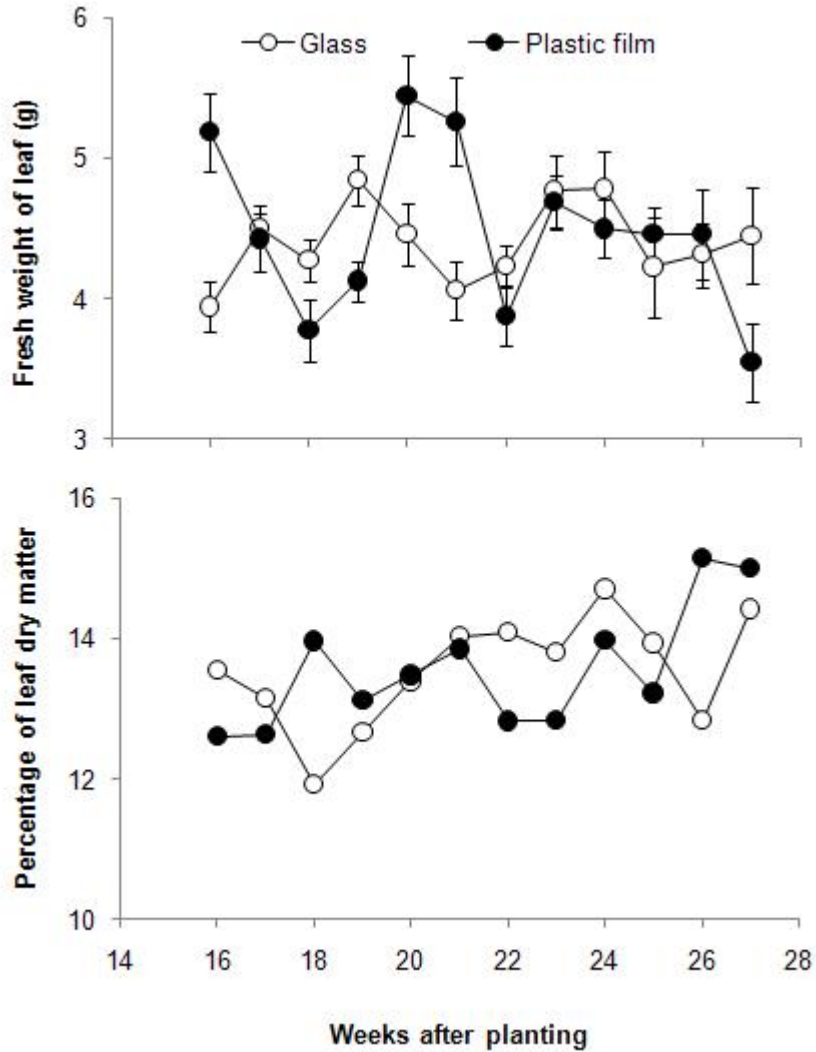 6
Glass Plastic film
5
4
3
Fresh weight of leaf (g)
16
14
12
10
Percentage of leaf dry matter
14 16 18 20 22 24 26 28
Weeks after planting